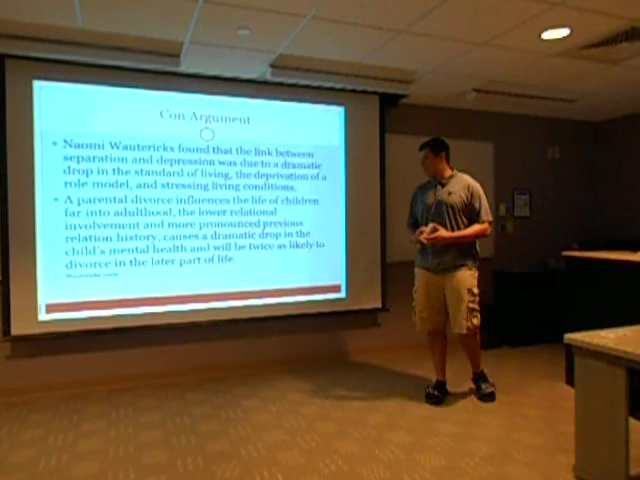 Con Argument
• Naomi Wauterickx found that the link between
separation and depression was due to a dramatic
drop in the standard of living, the deprivation of a
role model, and stressing living conditions.
• A parental divorce influences the life of children
far into adulthood, the lower relational
involvement and more pronounced previous
relation history, causes a dramatic drop in the
child's mental health and will be twice as likely to
divorce in the later part of life.